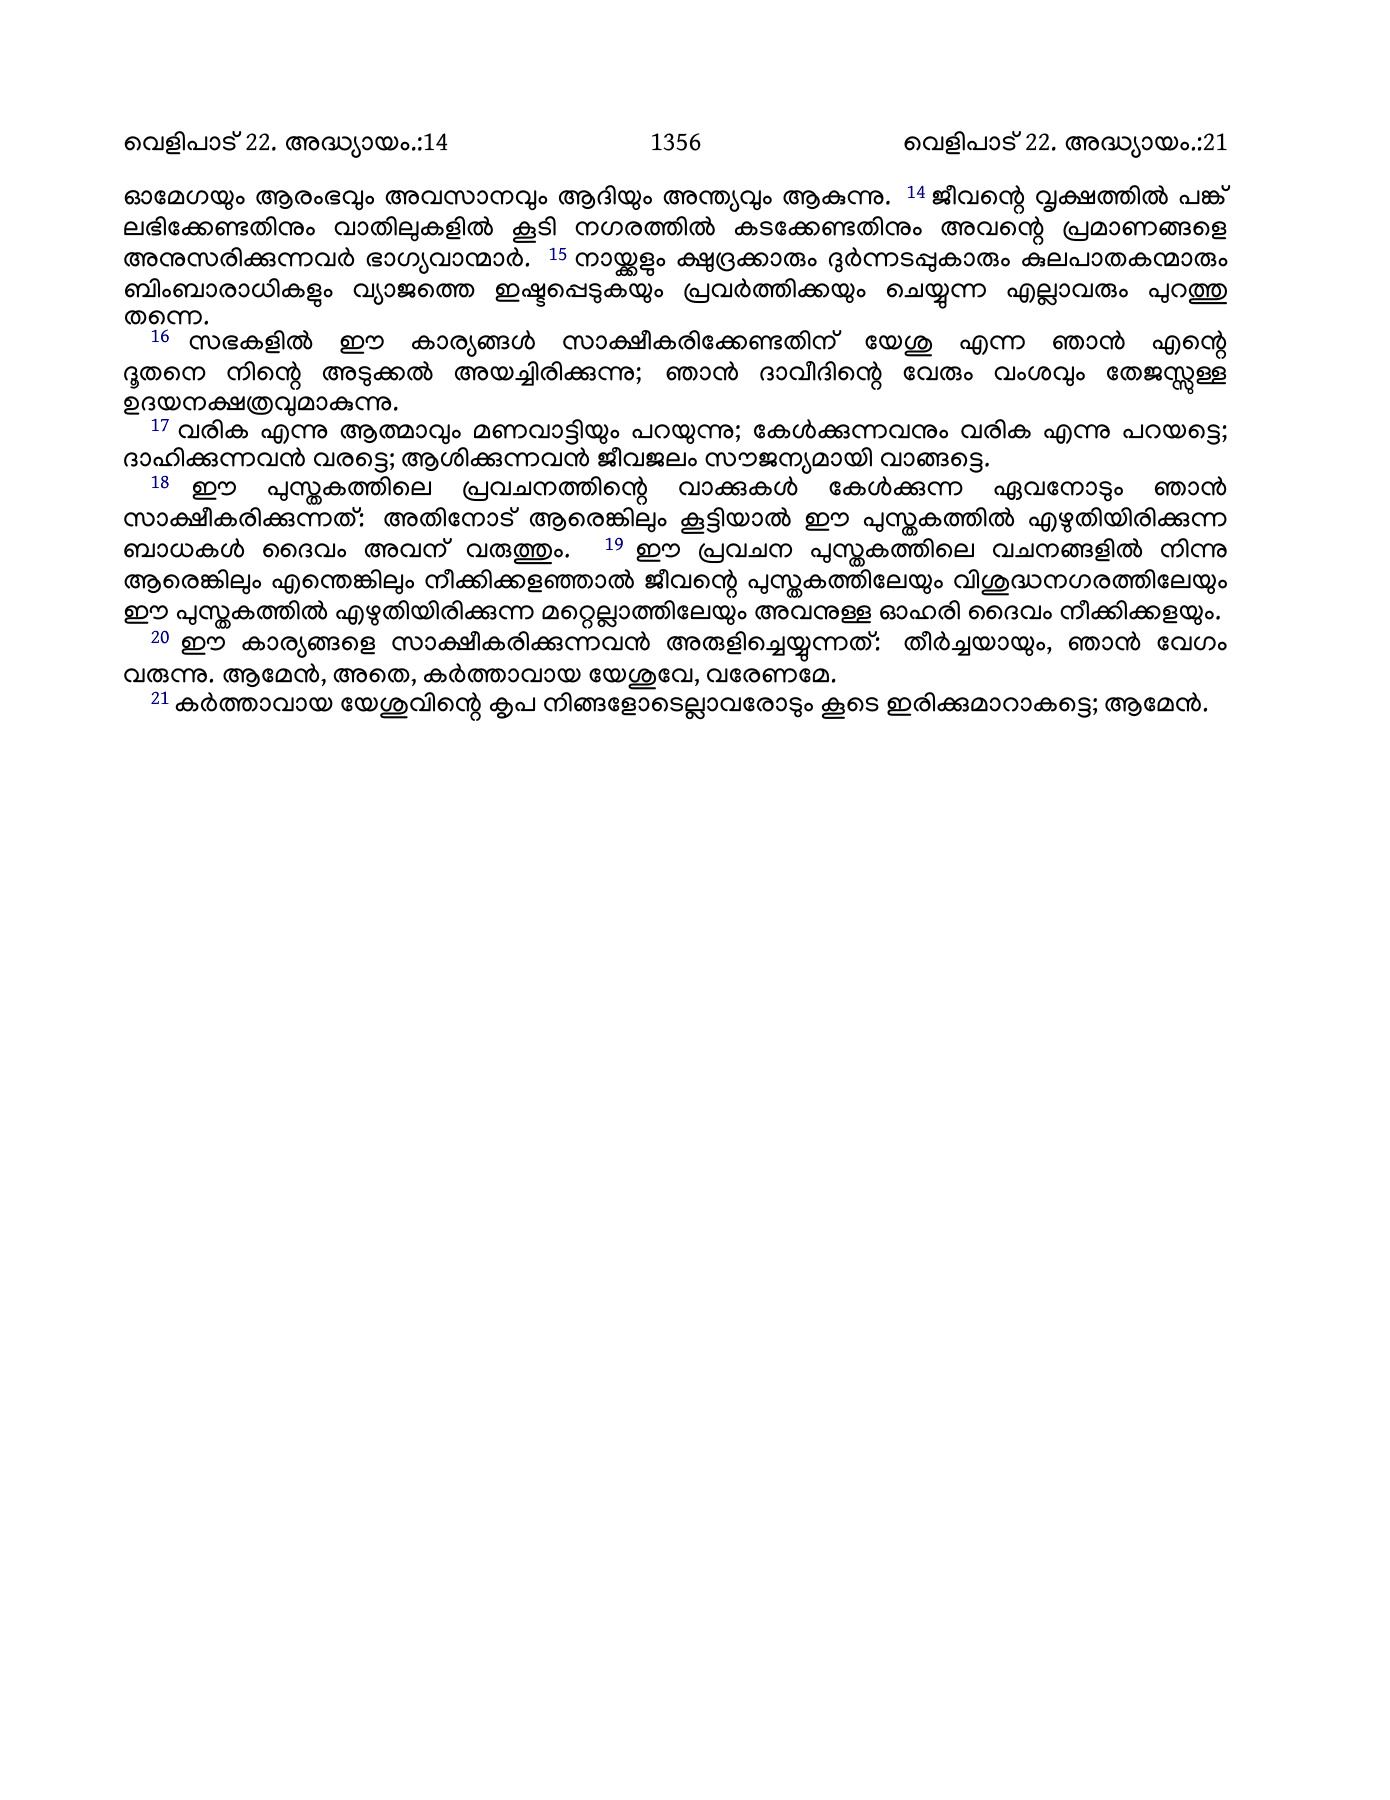 വെളിപാട് 22. അദ്ധ്യായം.:14 1356 വെളിപാട് 22. അദ്ധ്യായം.:21
ഓമേഗയും ആരംഭവും അവസാനവും ആദിയും അന്ത്യവും ആകുന്നു. 14 ജീവന്റെ വൃക്ഷത്തിൽ പങ്ക്
ലഭിക്കേണ്ടതിനും വാതിലുകളിൽ കൂടി നഗരത്തിൽ കടക്കേണ്ടതിനും അവന്റെ പ്രമാണങ്ങളെ
അനുസരിക്കുന്നവർ ഭാഗ്യവാന്മാർ. 15 നായ്ക്കളും ക്ഷുദ്രക്കാരും ദുർന്നടപ്പുകാരും കുലപാതകന്മാരും
ബിംബാരാധികളും വ്യാജത്തെ ഇഷ്ടപ്പെടുകയും പ്രവർത്തിക്കയും ചെയ്യുന്ന എല്ലാവരും പുറത്തു
തന്നെ.
16 സഭകളിൽ ഈ കാര്യങ്ങൾ സാക്ഷീകരിക്കേണ്ടതിന് യേശു എന്ന ഞാൻ എന്റെ
ദൂതനെ നിന്റെ അടുക്കൽ അയച്ചിരിക്കുന്നു; ഞാൻ ദാവീദിന്റെ വേരും വംശവും തേജസ്സുള്ള
ഉദയനക്ഷത്രവുമാകുന്നു.
17 വരിക എന്നു ആത്മാവും മണവാട്ടിയും പറയുന്നു; കേൾക്കുന്നവനും വരിക എന്നു പറയട്ടെ;
ദാഹിക്കുന്നവൻ വരട്ടെ; ആശിക്കുന്നവൻ ജീവജലം സൗജന്യമായി വാങ്ങട്ടെ.
18 ഈ പുസ്തകത്തിലെ പ്രവചനത്തിന്റെ വാക്കുകൾ കേൾക്കുന്ന ഏവനോടും ഞാൻ
സാക്ഷീകരിക്കുന്നത്: അതിനോട് ആരെങ്കിലും കൂട്ടിയാൽ ഈ പുസ്തകത്തിൽ എഴുതിയിരിക്കുന്ന
ബാധകൾ ദൈവം അവന് വരുത്തും. 19 ഈ പ്രവചന പുസ്തകത്തിലെ വചനങ്ങളിൽ നിന്നു
ആരെങ്കിലും എന്തെങ്കിലും നീക്കിക്കളഞ്ഞാൽ ജീവന്റെ പുസ്തകത്തിലേയും വിശുദ്ധനഗരത്തിലേയും
ഈ പുസ്തകത്തിൽ എഴുതിയിരിക്കുന്ന മറ്റെല്ലാത്തിലേയും അവനുള്ള ഓഹരി ദൈവം നീക്കിക്കളയും.
20 ഈ കാര്യങ്ങളെ സാക്ഷീകരിക്കുന്നവൻ അരുളിച്ചെയ്യുന്നത്: തീർച്ചയായും, ഞാൻ വേഗം
വരുന്നു. ആമേൻ, അതെ, കർത്താവായ യേശുവേ, വരേണമേ.
21 കർത്താവായ യേശുവിന്റെ കൃപ നിങ്ങളോടെല്ലാവരോടും കൂടെ ഇരിക്കുമാറാകട്ടെ; ആമേൻ.